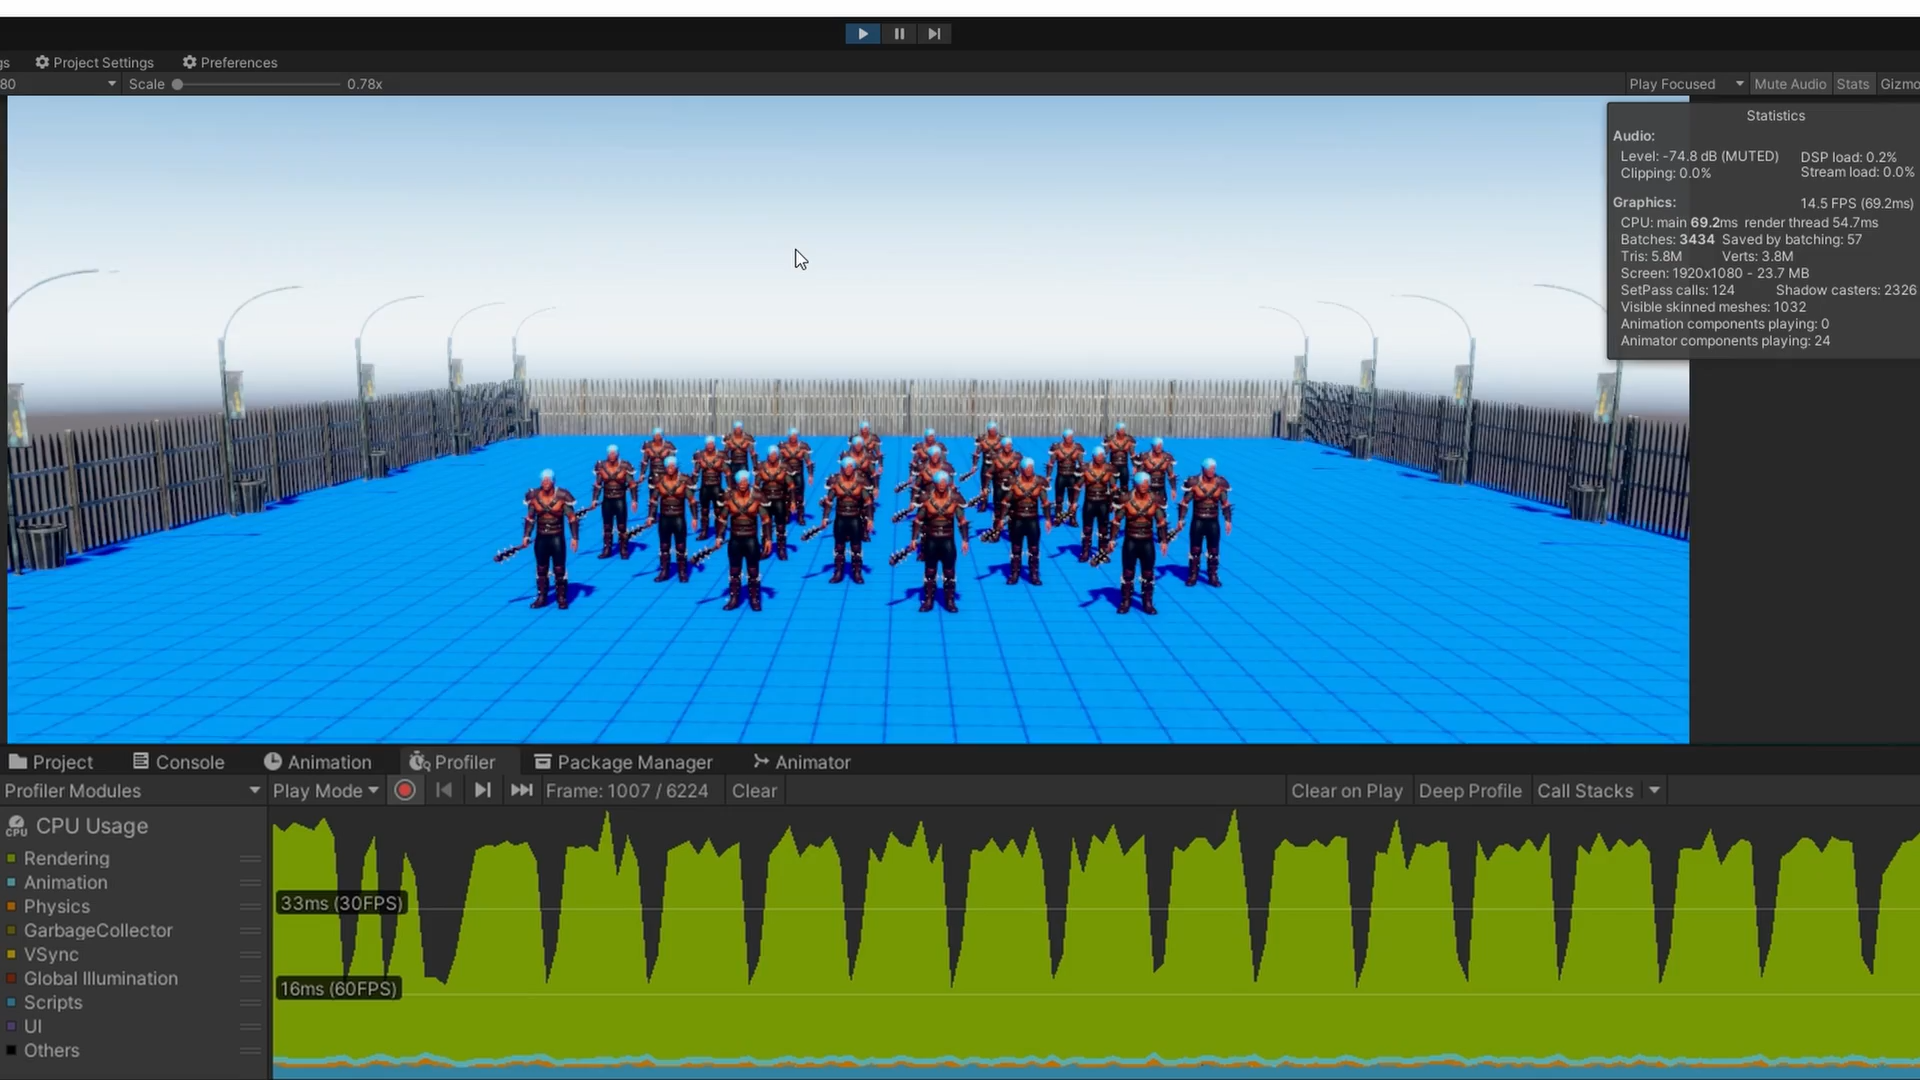 gs Project Settings Preferences
80 Scale 0.78x Play Focused Mute Audio Stats Gizmo
Statistics
Audio:
Level: -74.8 dB (MUTED) DSP load: 0.2%
Clipping: 0.0% Stream load: 0.0%
Graphics: 14.5 FPS (69.2ms)
CPU: main 69.2ms render thread 54.7ms
Batches: 3434 Saved by batching: 57
Tris: 5.8M Verts: 3.8M
Screen: 1920x1080 - 23.7 MB
SetPass calls: 124 Shadow casters: 2326
Visible skinned meshes: 1032
Animation components playing: 0
Animator components playing: 24
Project Console Animation Profiler Package Manager Animator
Profiler Modules Play Mode Frame: 1007 / 6224 Clear Clear on Play Deep Profile Call Stacks
CPU CPU Usage
Rendering
Animation
33ms (30FPS)
Physics
GarbageCollector
VSync
Global Illumination
16ms (60FPS)
Scripts
UI
Others